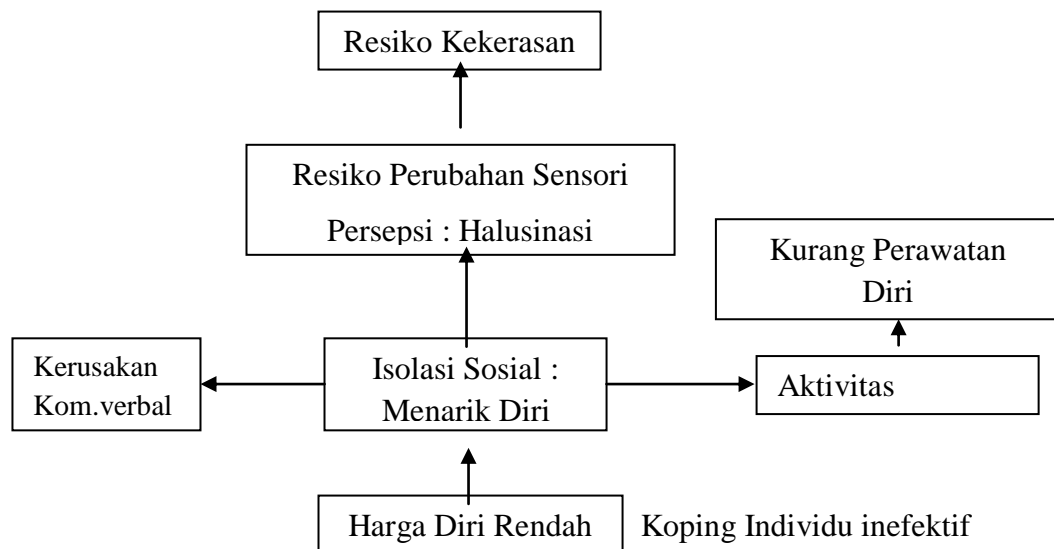 Resiko Kekerasan
Resiko Perubahan Sensori
Persepsi : Halusinasi
Kurang Perawatan
Diri
Kerusakan
Kom.verbal
Isolasi Sosial :
Menarik Diri
Aktivitas
Harga Diri Rendah
Koping Individu inefektif